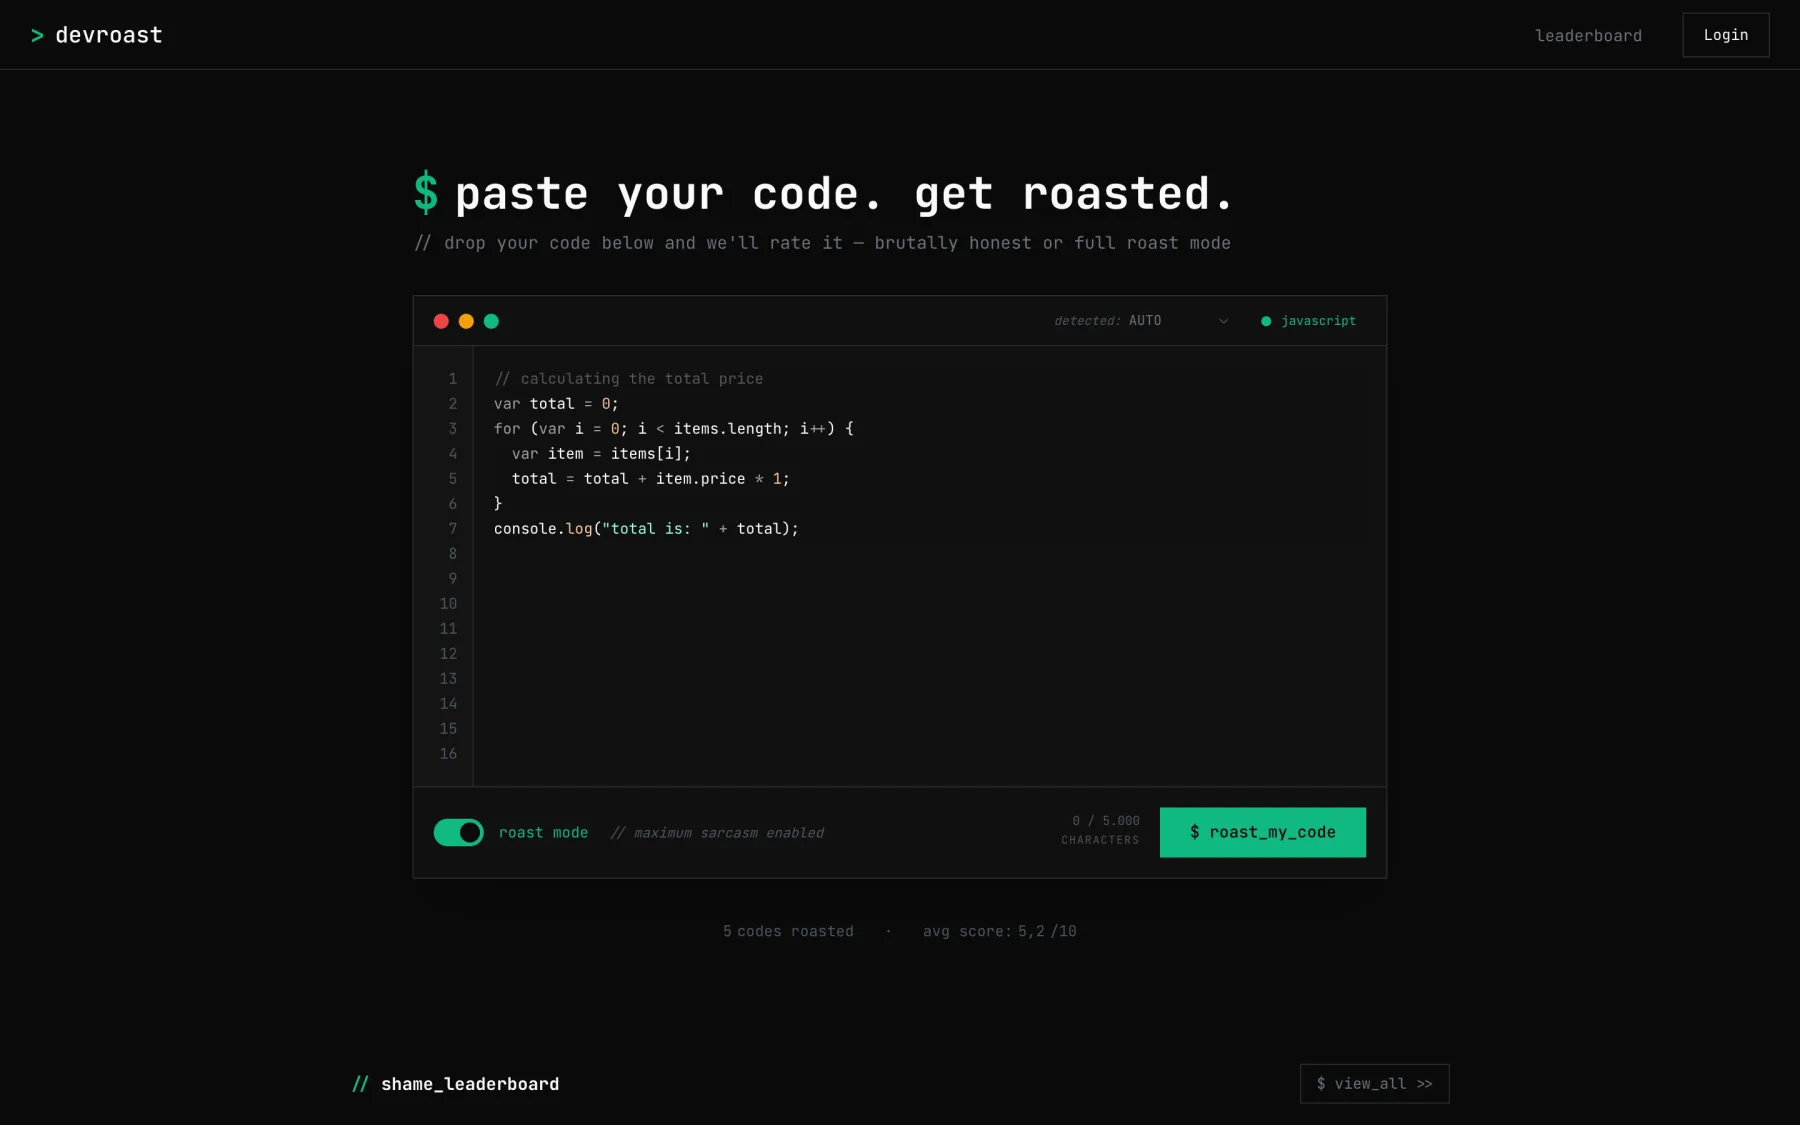 > devroast
leaderboard
Login
$ paste your code. get roasted.
// drop your code below and we'll rate it — brutally honest or full roast mode
detected: AUTO
javascript
1 // calculating the total price
2 var total = 0;
3 for (var i = 0; i < items.length; i++) {
4 var item = items[i];
5 total = total + item.price * 1;
6 }
7 console.log("total is: " + total);
8
9
10
11
12
13
14
15
16
roast mode // maximum sarcasm enabled
0 / 5.000
CHARACTERS
$ roast_my_code
5 codes roasted · avg score: 5,2 /10
// shame_leaderboard
$ view_all >>